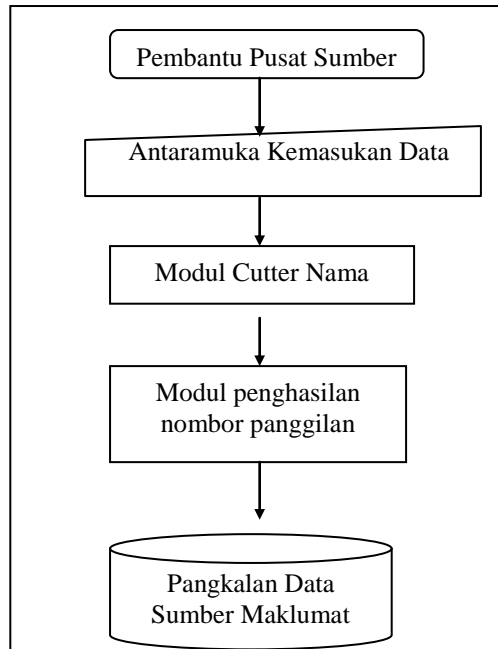 Pembantu Pusat Sumber
Antaramuka Kemasukan Data
Modul Cutter Nama
Modul penghasilan
nombor panggilan
Pangkalan Data
Sumber Maklumat